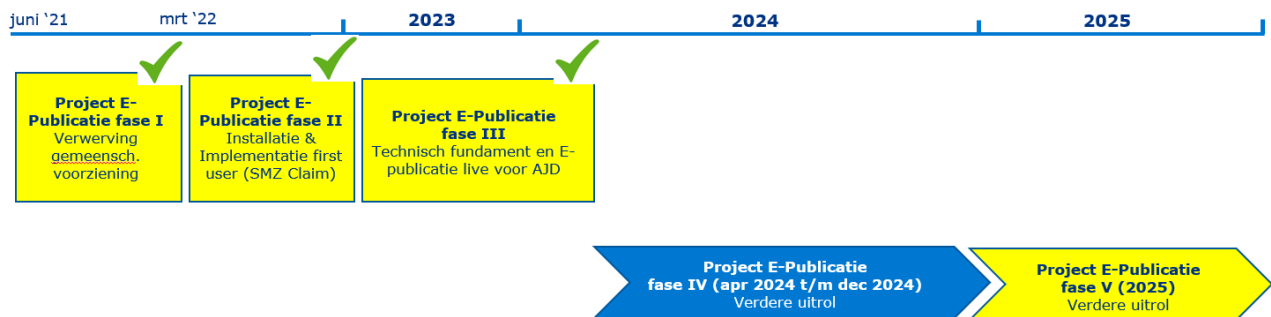 juni ‘21
mrt ‘22
2023
2024
2025
Project E-
Publicatie fase I
Verwerving
gemeensch.
voorziening
Project E-
Publicatie fase II
Installatie &
Implementatie first
user (SMZ Claim)
Project E-Publicatie
fase III
Technisch fundament en E-
publicatie live voor AJD
Project E-Publicatie
fase IV (apr 2024 t/m dec 2024)
Verdere uitrol
Project E-Publicatie
fase V (2025)
Verdere uitrol